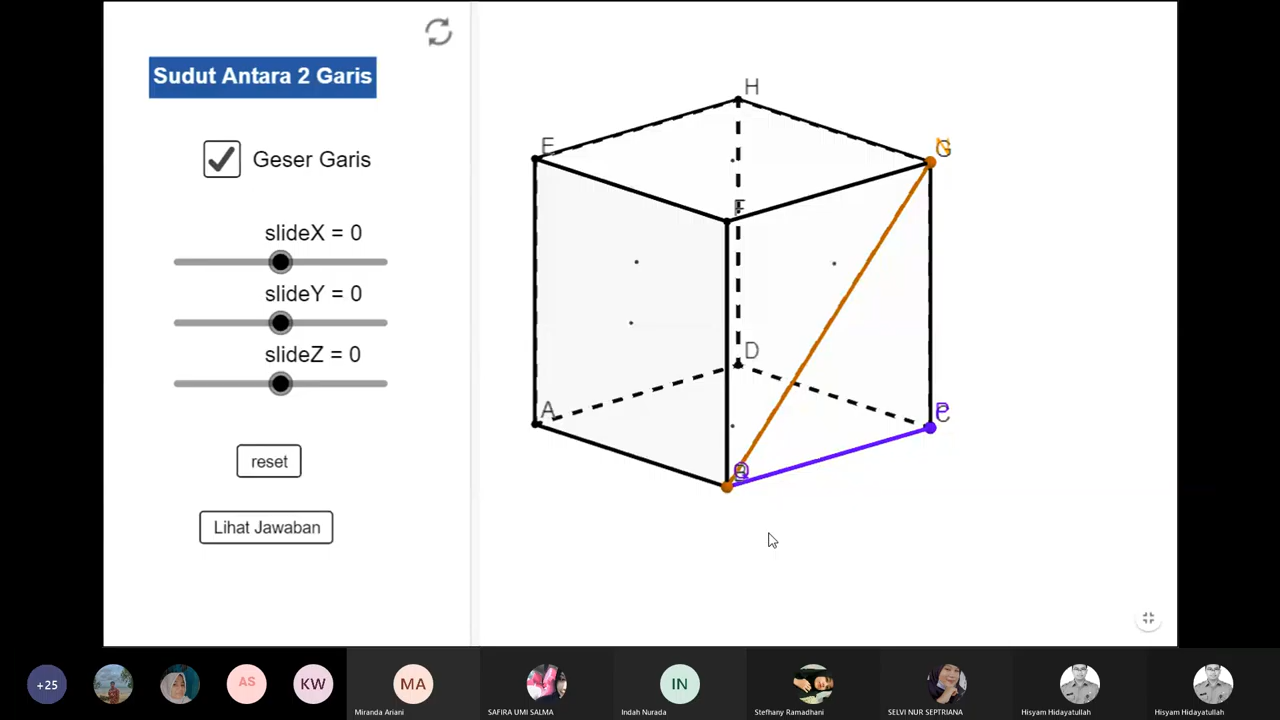 Sudut Antara 2 Garis
Geser Garis
slideX = 0
slideY = 0
slideZ = 0
reset
Lihat Jawaban
H
E
F
D
A
C
+25
AS
KW
MA
IN
Miranda Ariani
SAFIRA UMI SALMA
Indah Nurada
Stefhany Ramadhani
SELVI NUR SEPTRIANA
Hisyam Hidayatullah
Hisyam Hidayatullah